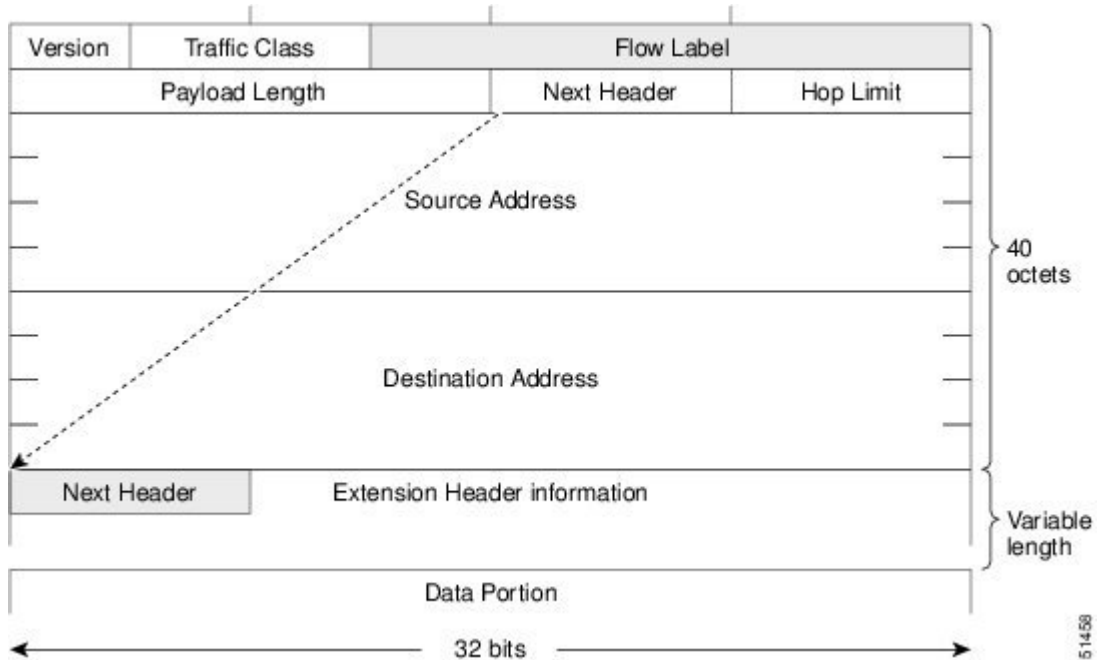 Version Traffic Class Flow Label
Payload Length Next Header Hop Limit
Source Address
40
octets
Destination Address
Next Header Extension Header information
Variable
length
Data Portion
32 bits
51458